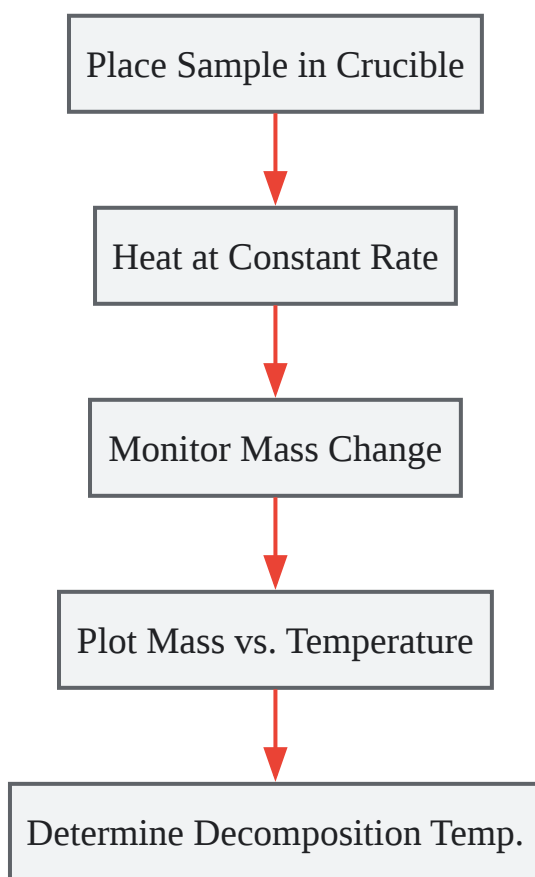 Place Sample in Crucible
Heat at Constant Rate
Monitor Mass Change
Plot Mass vs. Temperature
Determine Decomposition Temp.